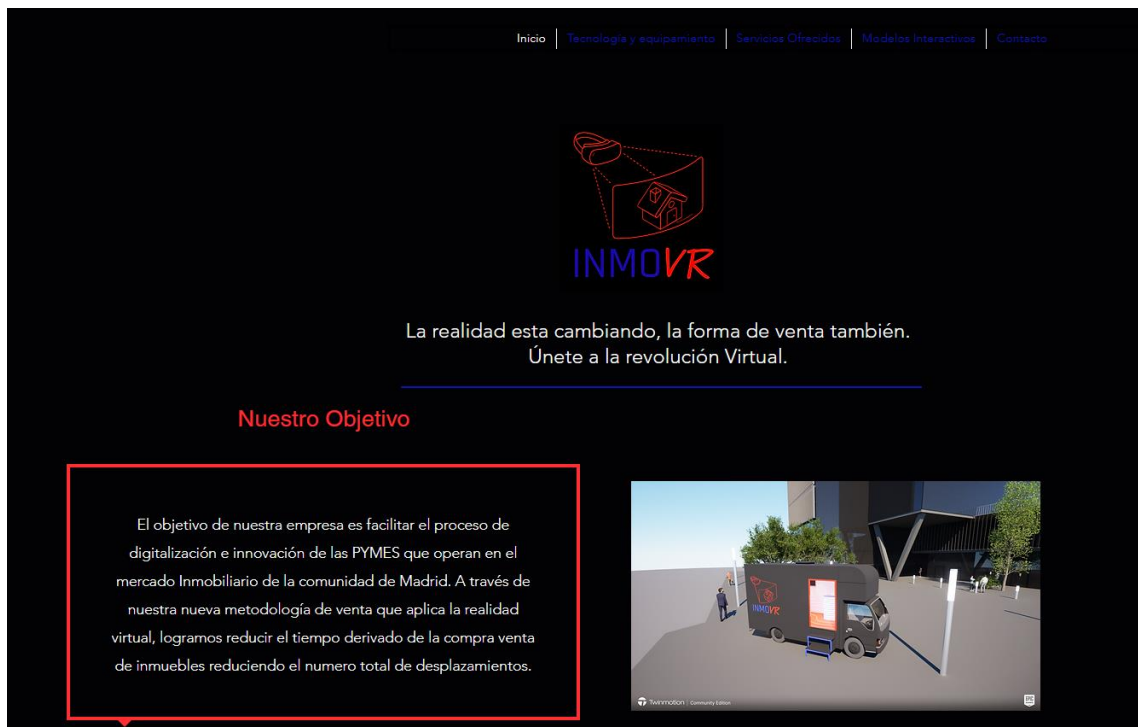 Inicio
Tecnología y equipamiento
Servicios Ofrecidos
Modelos Interactivos
Contacto
INMOVR
La realidad esta cambiando, la forma de venta también.
Únete a la revolución Virtual.
Nuestro Objetivo
El objetivo de nuestra empresa es facilitar el proceso de
digitalización e innovación de las PYMES que operan en el
mercado Inmobiliario de la comunidad de Madrid. A través de
nuestra nueva metodología de venta que aplica la realidad
virtual, logramos reducir el tiempo derivado de la compra venta
de inmuebles reduciendo el numero total de desplazamientos.
INMOVR
Twinmotion | Community Edition